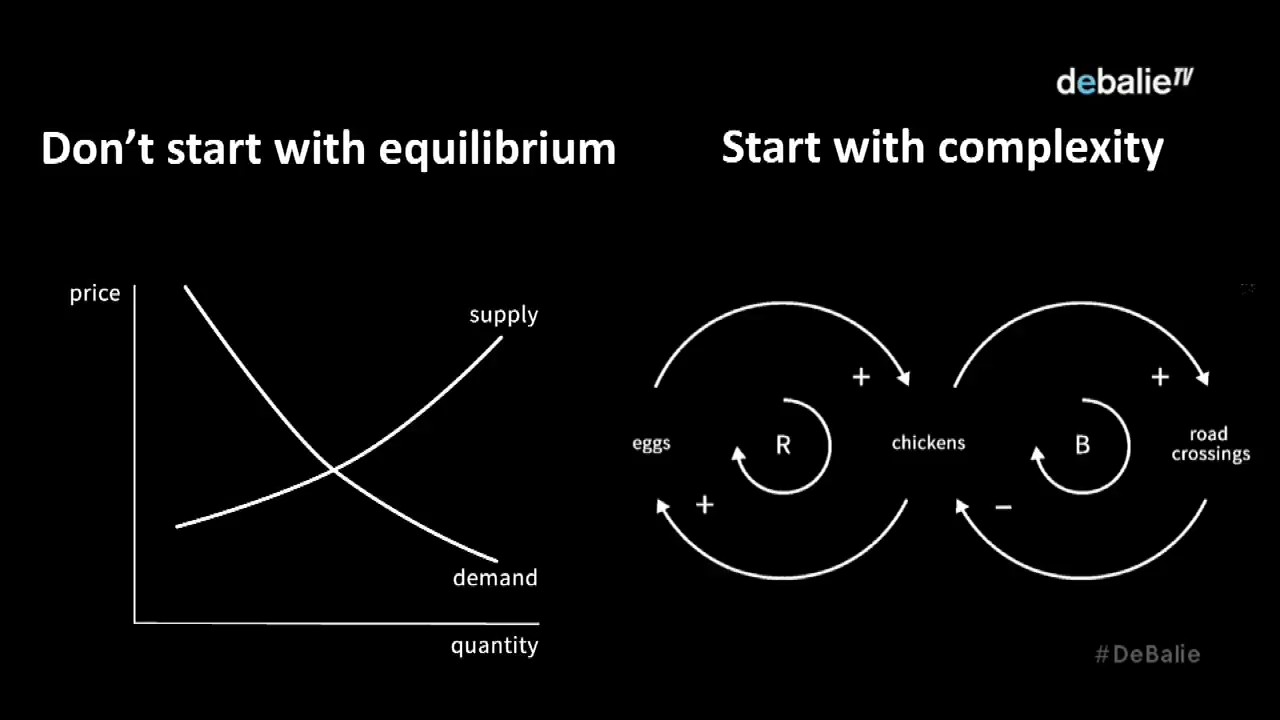 debalieTV
Don't start with equilibrium
Start with complexity
price
supply
demand
quantity
+
+
eggs
R
chickens
B
road
crossings
+
−
#DeBalie